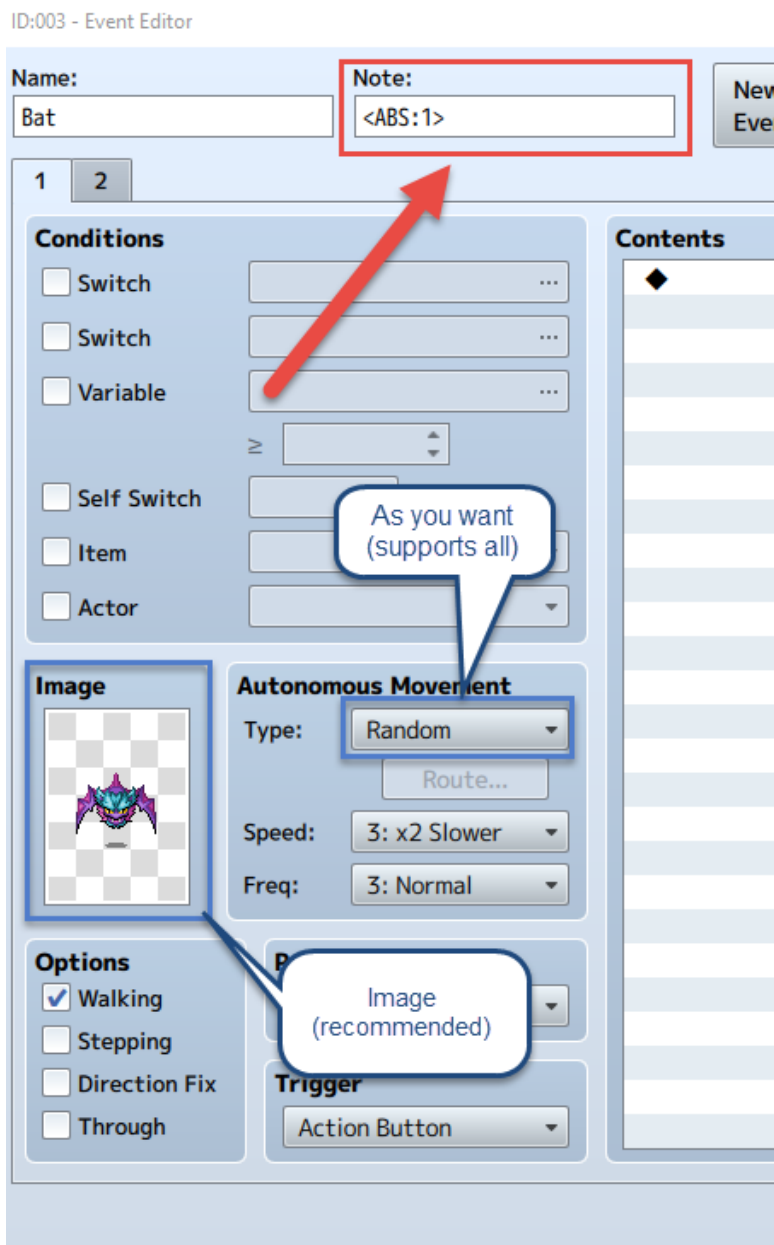 ID:003 - Event Editor
Name:
Note:
Bat
<ABS:1>
New
1
2
Conditions
Contents
Switch
...
◆
Switch
...
Variable
...
≥
Self Switch
As you want
(supports all)
Item
Actor
Image
Autonomous Movement
Type:
Random
Route...
Speed:
3: x2 Slower
Freq:
3: Normal
Options
Walking
Image
(recommended)
Stepping
Direction Fix
Trigger
Through
Action Button